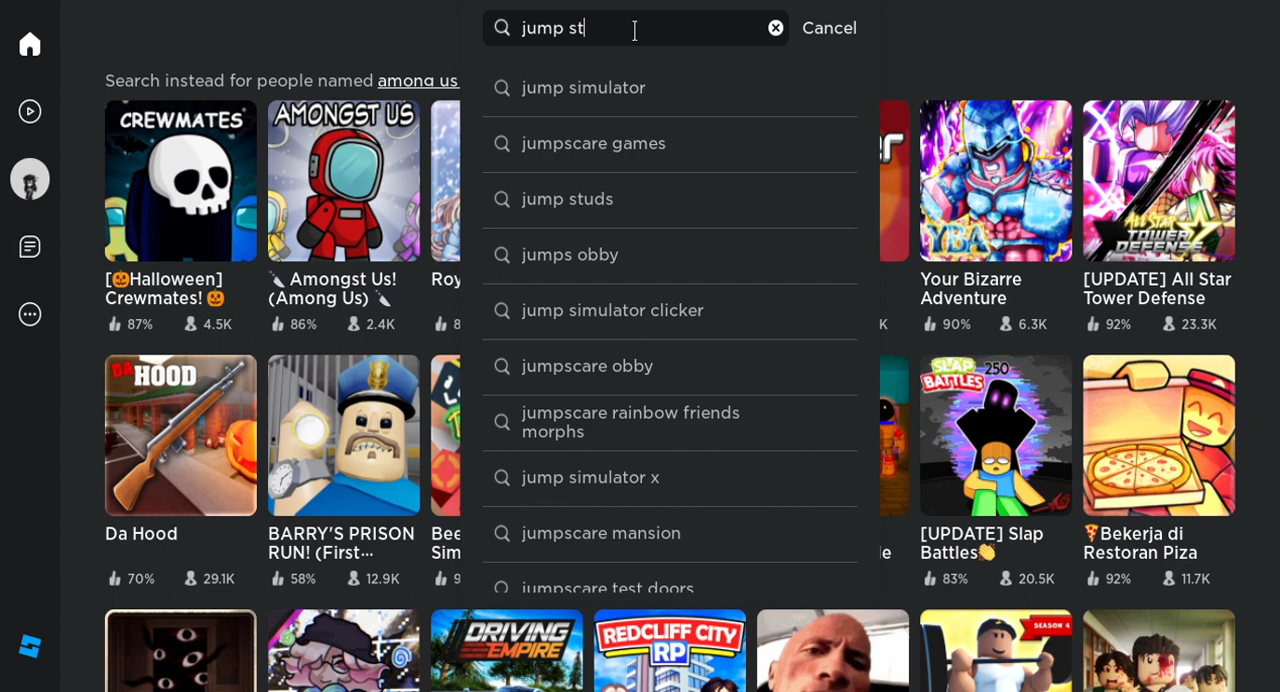 jump st
Cancel
jump simulator
jumpscare games
jump studs
jumps obby
jump simulator clicker
jumpscare obby
jumpscare rainbow friends
morphs
jump simulator x
jumpscare mansion
jumpscare test doors
Search instead for people named among us
CREWMATES
AMONGST US
YBA
ALL STAR
TOWER
DEFENSE
[🎃Halloween]
Crewmates! 🎃
🔪 Amongst Us!
(Among Us) 🔪
Your Bizarre
Adventure
[UPDATE] All Star
Tower Defense
87% 4.5K
86% 2.4K
90% 6.3K
92% 23.3K
DA HOOD
SLAP
BATTLES
250
Da Hood
BARRY'S PRISON
RUN! (First...
Bee
Sim
[UPDATE] Slap
Battles👏
🍕Bekerja di
Restoran Piza
70% 29.1K
58% 12.9K
83% 20.5K
92% 11.7K
DRIVING
EMPIRE
REDCLIFF CITY
RP
SEASON 4